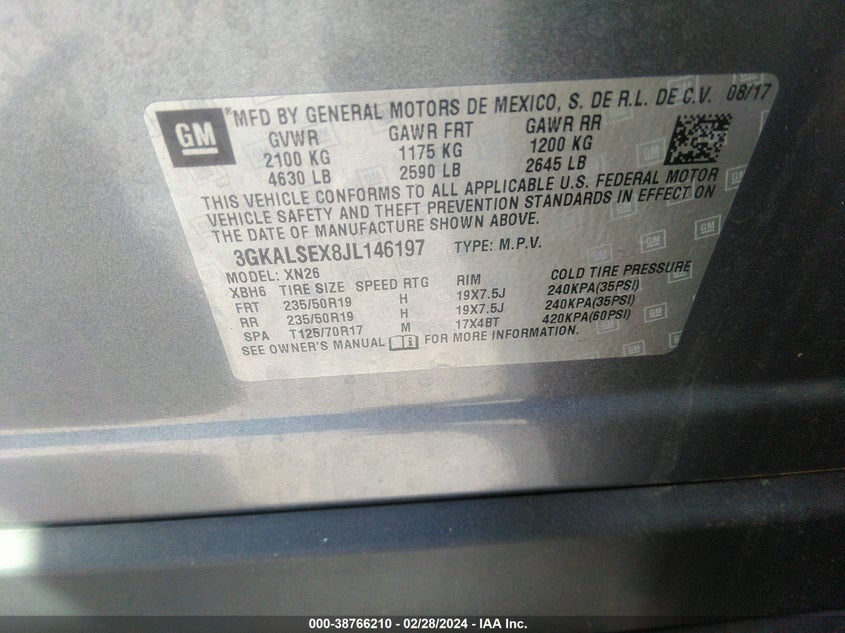 GM
*MFD BY GENERAL MOTORS DE MEXICO, S. DE R.L. DE C.V. 08/17
GVWR GAWR FRT GAWR RR
2100 KG 1175 KG 1200 KG
4630 LB 2590 LB 2645 LB
THIS VEHICLE CONFORMS TO ALL APPLICABLE U.S. FEDERAL MOTOR
VEHICLE SAFETY AND THEFT PREVENTION STANDARDS IN EFFECT ON
THE DATE OF MANUFACTURE SHOWN ABOVE.
3GKALSEX8JL146197 TYPE: M.P.V.
MODEL: XN26
XBH6 TIRE SIZE SPEED RTG RIM COLD TIRE PRESSURE
FRT 235/50R19 H 19X7.5J 240KPA(35PSI)
RR 235/50R19 H 19X7.5J 240KPA(35PSI)
SPA T125/70R17 M 17X4BT 420KPA(60PSI)
SEE OWNER'S MANUAL FOR MORE INFORMATION.
000-38766210 - 02/28/2024 - IAA Inc.